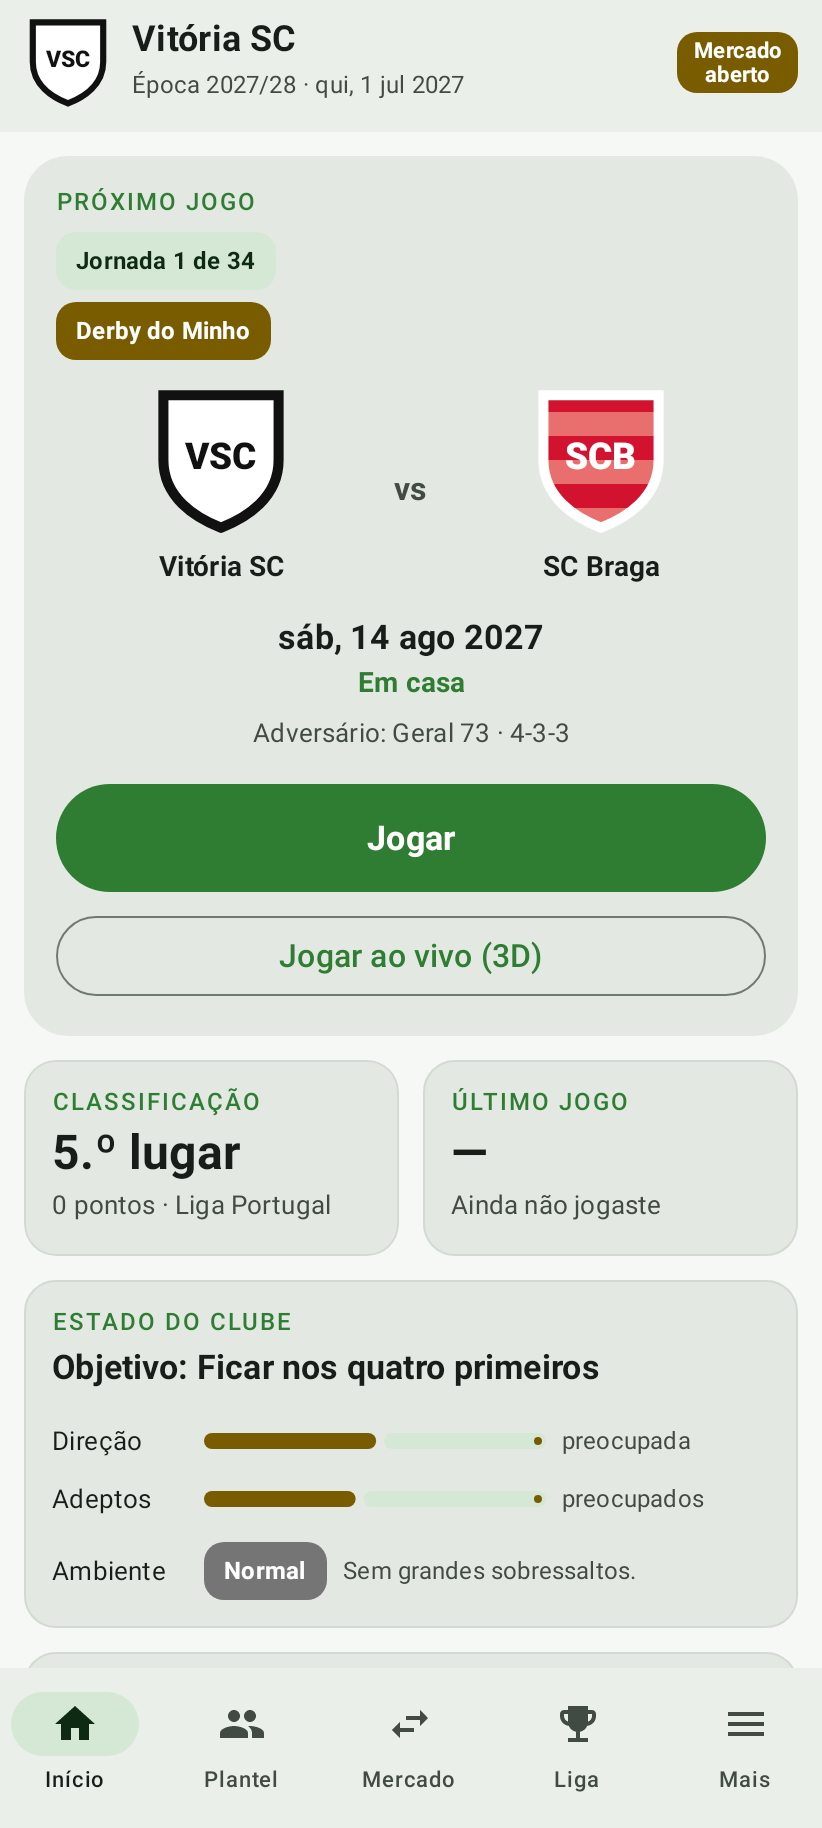 VSC
Vitória SC
Época 2027/28 · qui, 1 jul 2027
Mercado
aberto
PRÓXIMO JOGO
Jornada 1 de 34
Derby do Minho
VSC
vs
SCB
Vitória SC
SC Braga
sáb, 14 ago 2027
Em casa
Adversário: Geral 73 · 4-3-3
Jogar
Jogar ao vivo (3D)
CLASSIFICAÇÃO
5.º lugar
0 pontos · Liga Portugal
ÚLTIMO JOGO
—
Ainda não jogaste
ESTADO DO CLUBE
Objetivo: Ficar nos quatro primeiros
Direção preocupada
Adeptos preocupados
Ambiente Normal Sem grandes sobressaltos.
Início Plantel Mercado Liga Mais